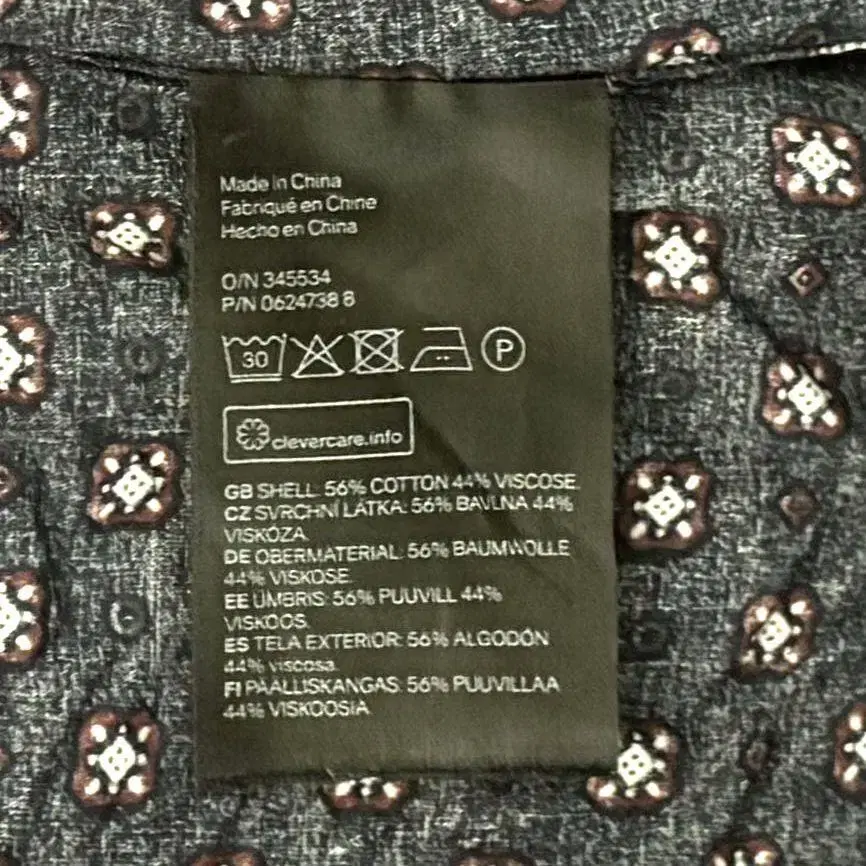 Made in China
Fabriqué en Chine
Hecho en China
O/N 345534
P/N 0624738 8
30
P
clevercare.info
GB SHELL: 56% COTTON 44% VISCOSE.
CZ SVRCHNÍ LÁTKA: 56% BAVLNA 44%
VISKÓZA.
DE OBERMATERIAL: 56% BAUMWOLLE
44% VISKOSE.
EE ÜMBRIS: 56% PUUVILL 44%
VISKOOS.
ES TELA EXTERIOR: 56% ALGODÓN
44% viscosa.
FI PÄÄLLISKANGAS: 56% PUUVILLAA
44% VISKOOSIA